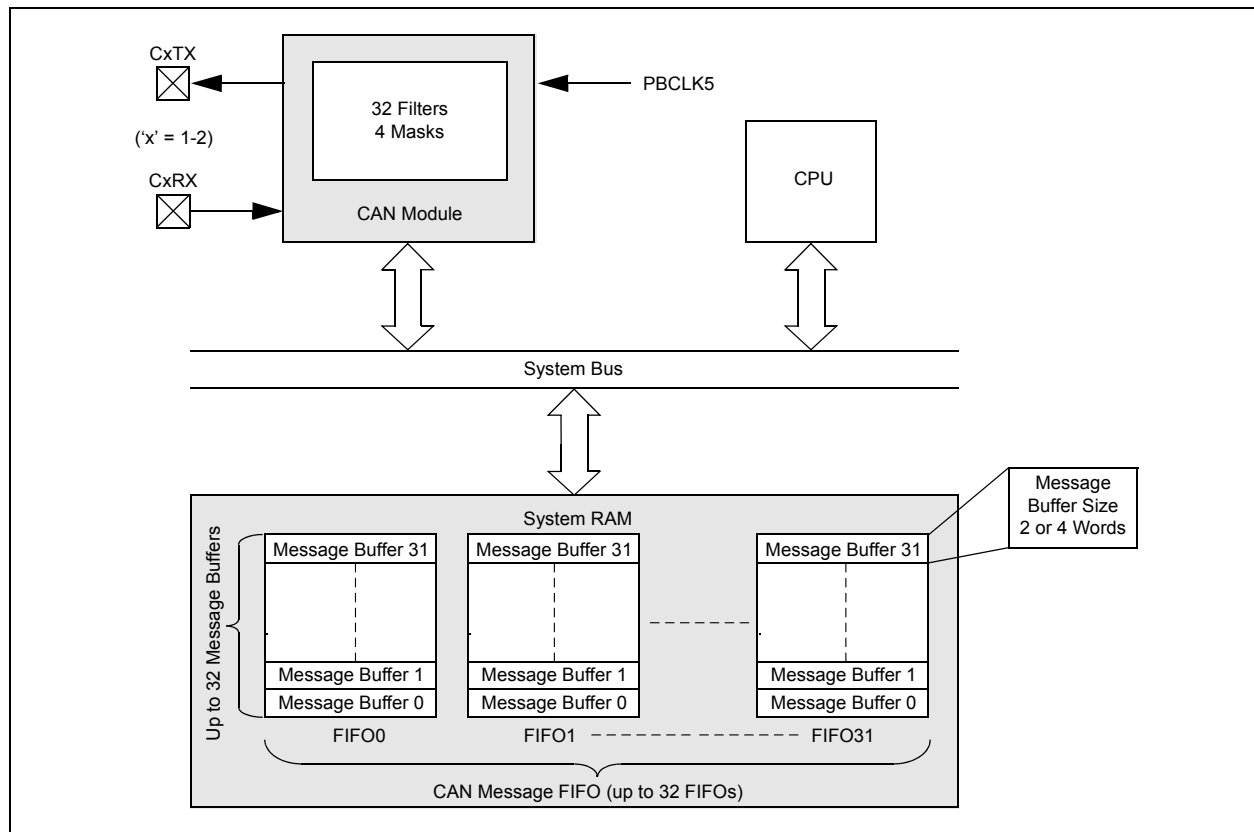 CxTX
PBCLK5
32 Filters
4 Masks
(‘x’ = 1-2)
CxRX
CAN Module
CPU
System Bus
System RAM
Message
Buffer Size
2 or 4 Words
Up to 32 Message Buffers
Message Buffer 31
Message Buffer 31
Message Buffer 31
Message Buffer 1
Message Buffer 1
Message Buffer 1
Message Buffer 0
Message Buffer 0
Message Buffer 0
FIFO0
FIFO1
FIFO31
CAN Message FIFO (up to 32 FIFOs)